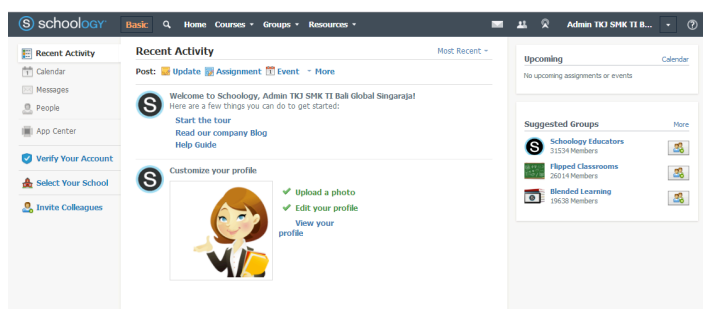 S schoology® Basic Home Courses Groups Resources Admin TKJ SMK TI B... ?
Recent Activity
Calendar
Messages
People
App Center
Verify Your Account
Select Your School
Invite Colleagues
Recent Activity Most Recent
Post: Update Assignment Event More
S Welcome to Schoology, Admin TKJ SMK TI Bali Global Singaraja!
Here are a few things you can do to get started:
Start the tour
Read our company Blog
Help Guide
S Customize your profile
Upload a photo
Edit your profile
View your
profile
Upcoming Calendar
No upcoming assignments or events
Suggested Groups More
S Schoology Educators
31534 Members
Flipped Classrooms
26014 Members
Blended Learning
19638 Members